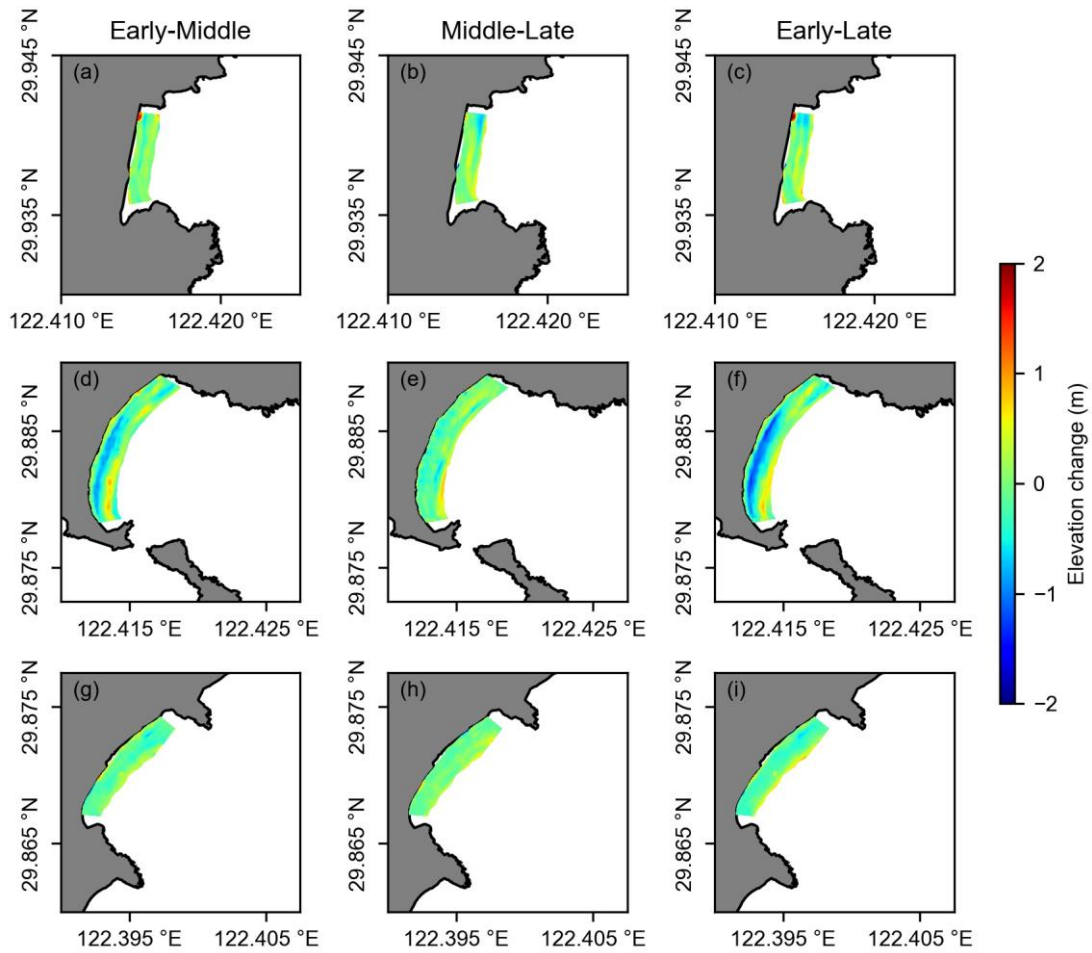 Early-Middle
Middle-Late
Early-Late
(a)
(b)
(c)
29.945 °N
29.935 °N
29.945 °N
29.935 °N
29.945 °N
29.935 °N
122.410 °E
122.420 °E
122.410 °E
122.420 °E
122.410 °E
122.420 °E
(d)
(e)
(f)
29.885 °N
29.875 °N
29.885 °N
29.875 °N
29.885 °N
29.875 °N
122.415 °E
122.425 °E
122.415 °E
122.425 °E
122.415 °E
122.425 °E
(g)
(h)
(i)
29.875 °N
29.865 °N
29.875 °N
29.865 °N
29.875 °N
29.865 °N
122.395 °E
122.405 °E
122.395 °E
122.405 °E
122.395 °E
122.405 °E
2
1
0
−1
−2
Elevation change (m)